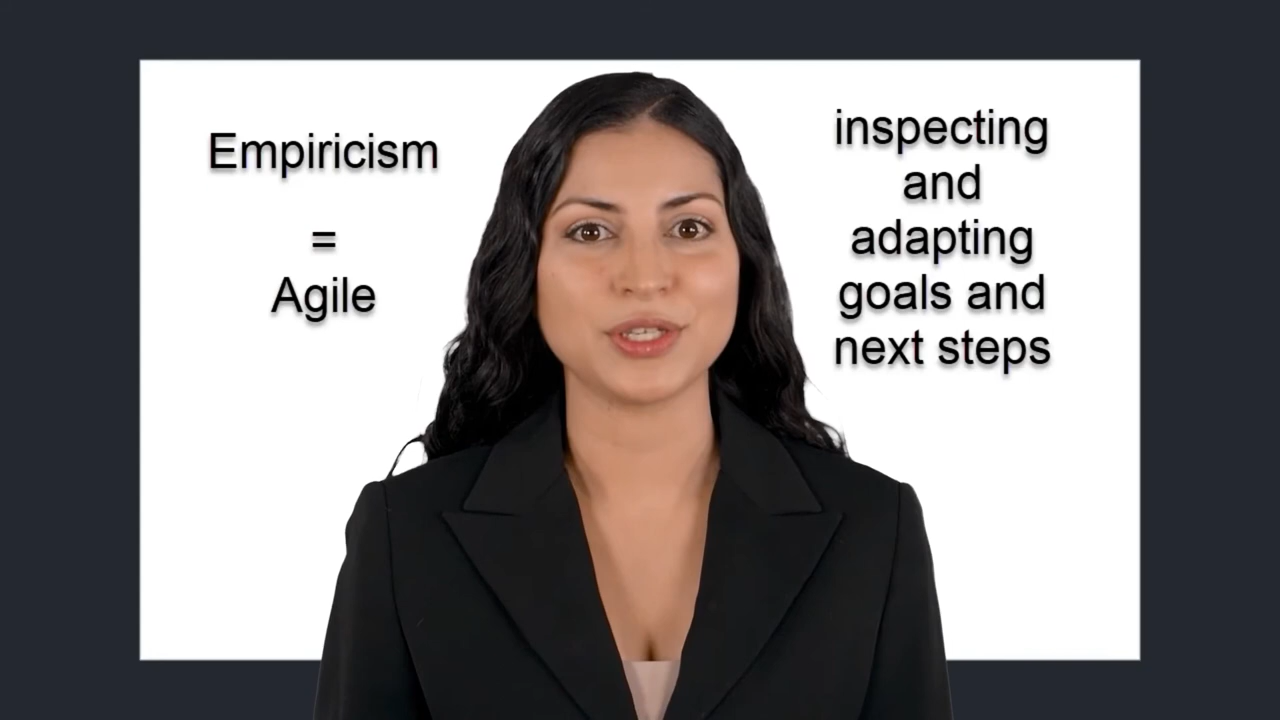 Empiricism
=
Agile
inspecting
and
adapting
goals and
next steps